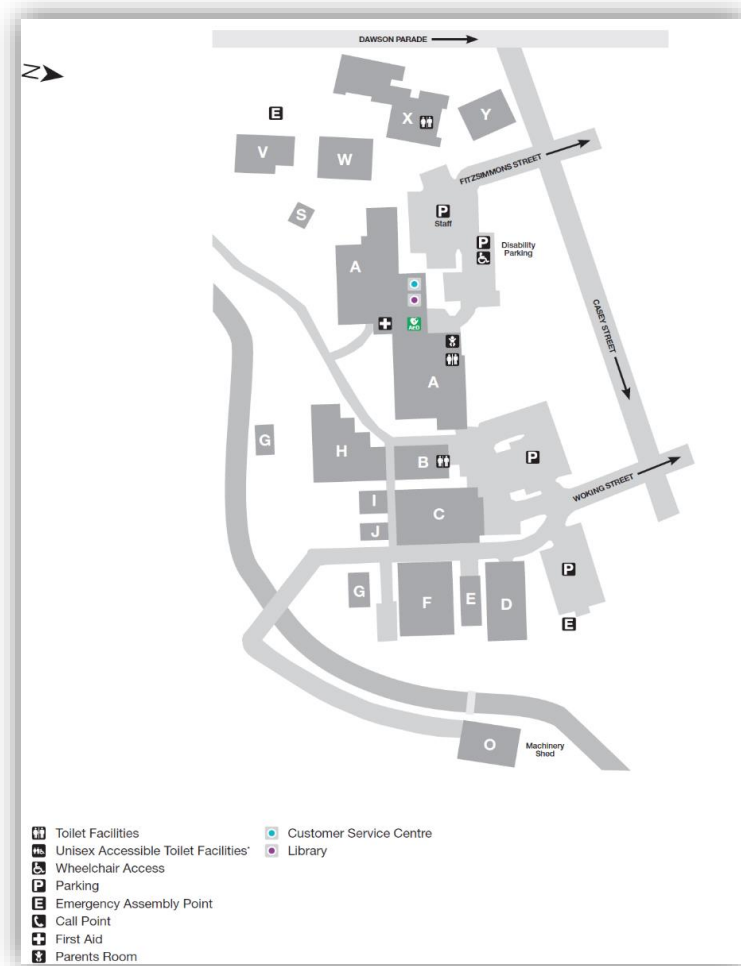 DAWSON PARADE
N
E
X
Y
V
W
FITZSIMMONS STREET
S
P
Staff
P
Disability
Parking
A
CASEY STREET
AED
A
G
H
B
P
WOKING STREET
I
C
J
P
G
F
E
D
E
O
Machinery
Shed
Toilet Facilities
Unisex Accessible Toilet Facilities*
Wheelchair Access
P Parking
E Emergency Assembly Point
Call Point
First Aid
Parents Room
Customer Service Centre
Library